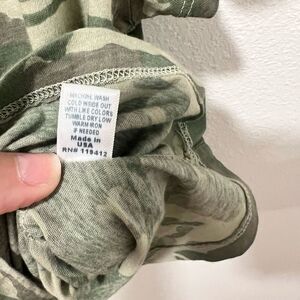 MACHINE WASH
COLD INSIDE OUT
WITH LIKE COLORS
TUMBLE DRY LOW
WARM IRON
IF NEEDED
Made in
USA
RN# 119412